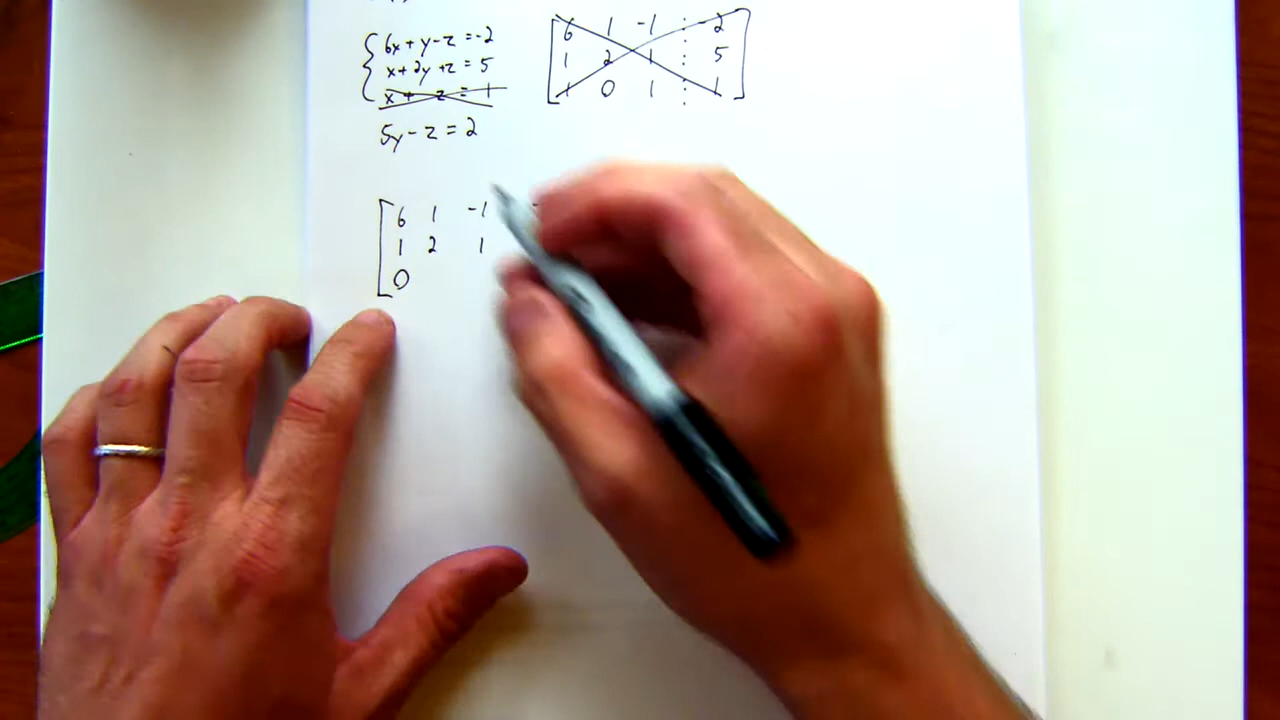 6x + y - z = -2
x + 2y + z = 5
x + z = 1
5y - z = 2
6 1 -1 -2
1 2 1 5
1 0 1 1
6 1 -1
1 2 1
0